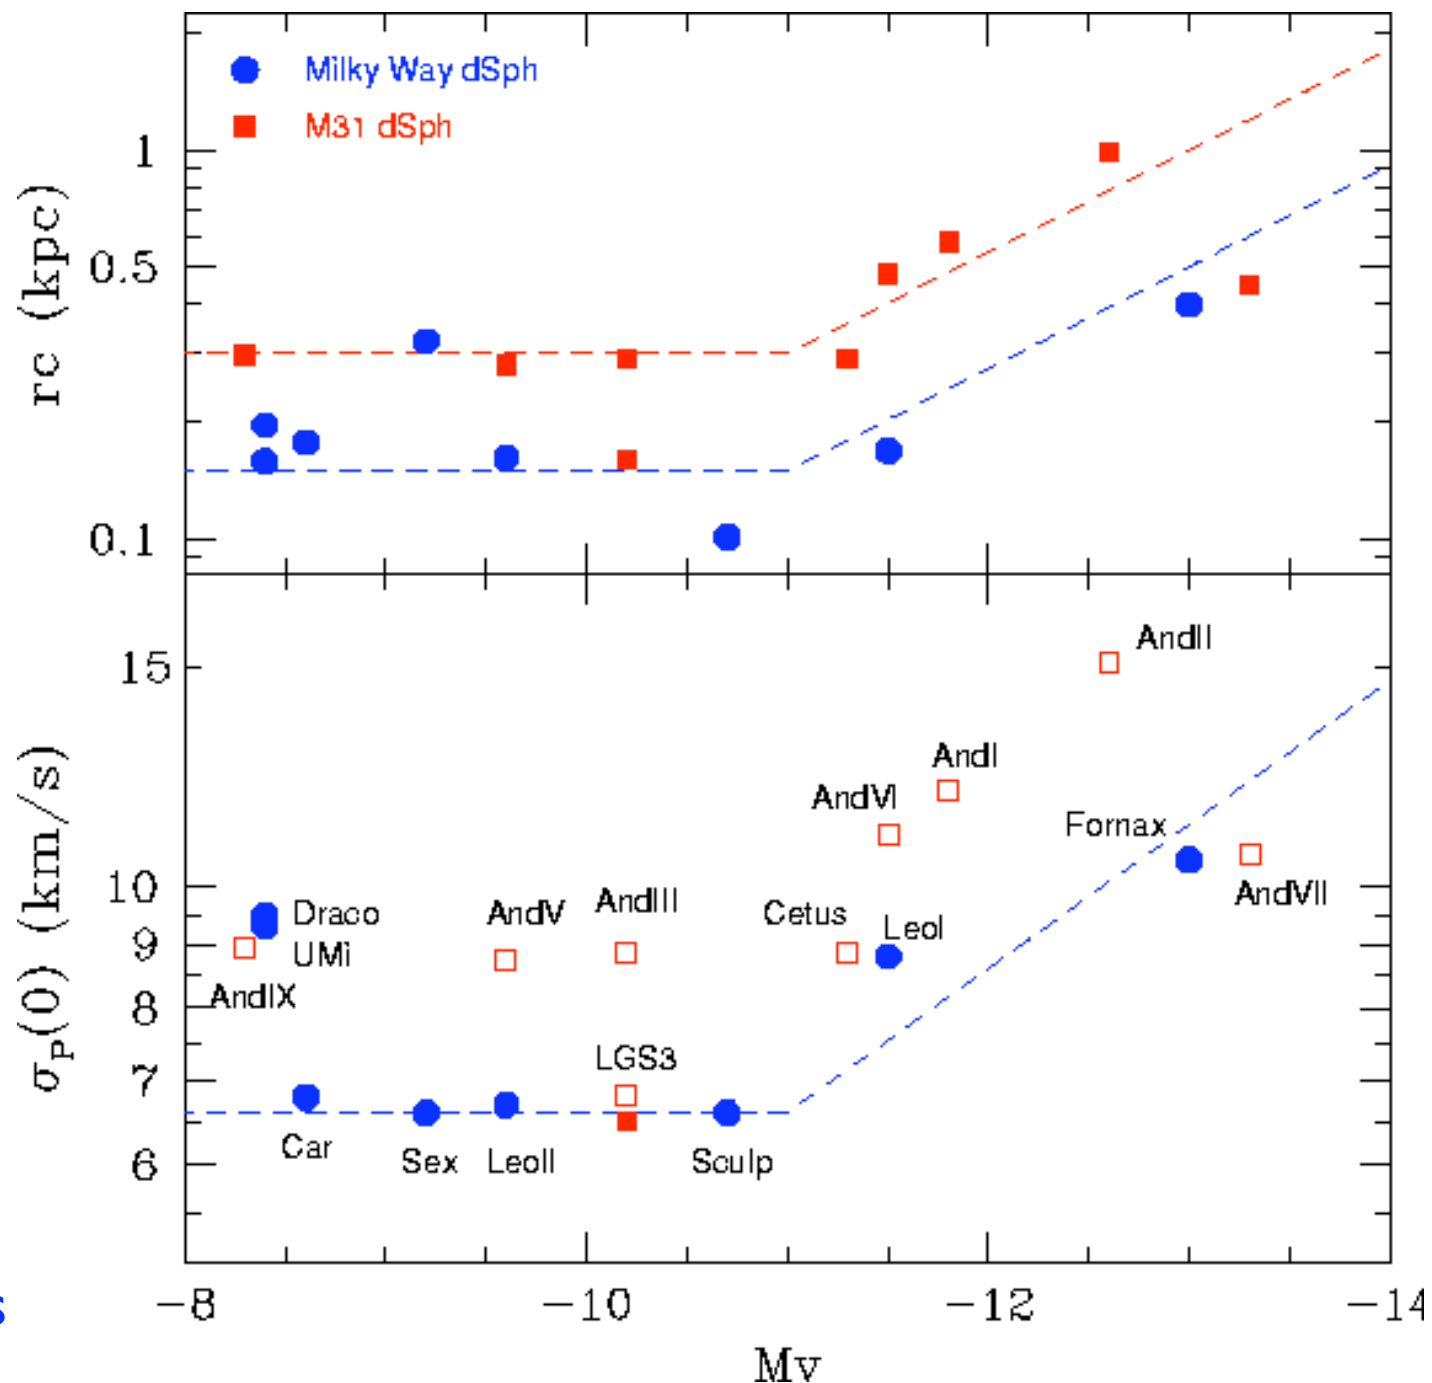 Milky Way dSph
M31 dSph
1
0.5
0.1
rc (kpc)
15
10
9
8
7
6
σP(0) (km/s)
AndII
AndI
AndVI
Fornax
AndVII
Draco
UMi
AndIX
AndV
AndIII
Cetus
LeoI
LGS3
Car
Sex
LeoII
Sculp
s
-8
-10
-12
-14
Mv